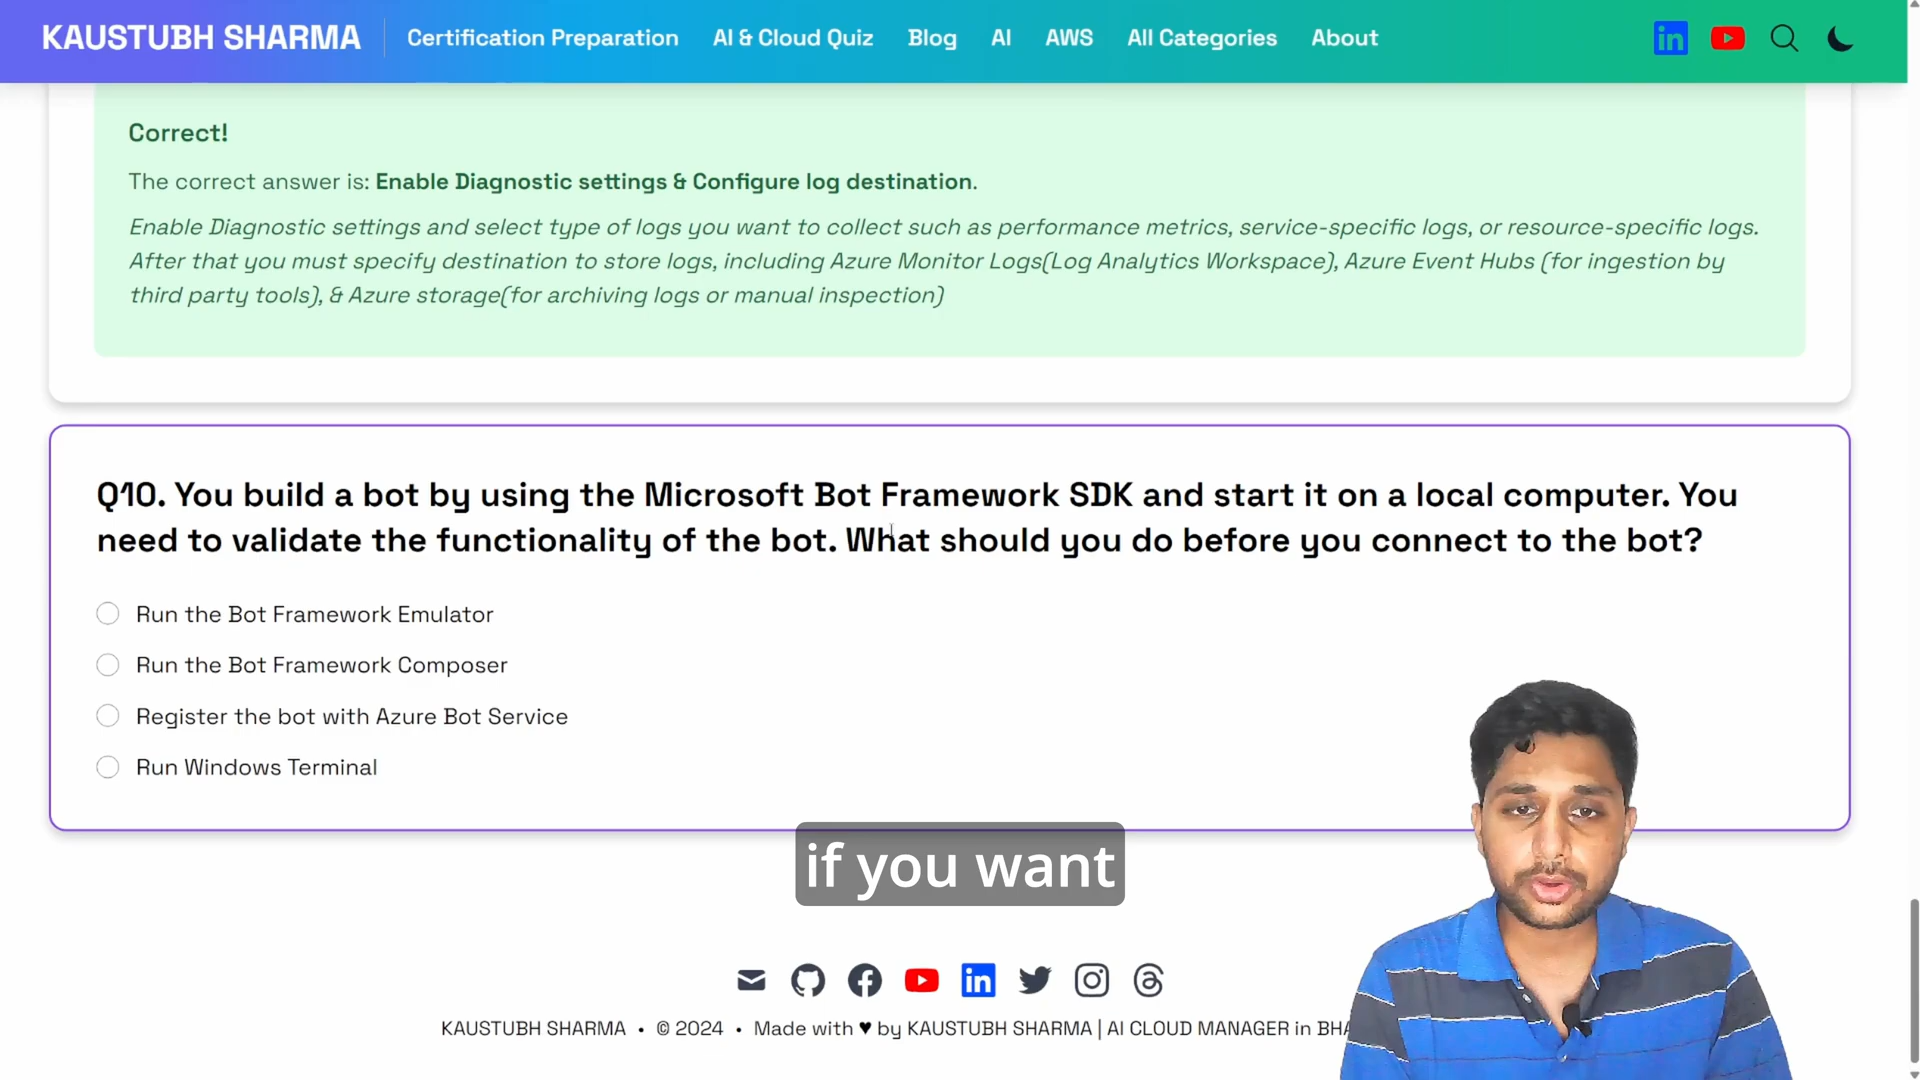 KAUSTUBH SHARMA Certification Preparation AI & Cloud Quiz Blog AI AWS All Categories About
Correct!
The correct answer is: Enable Diagnostic settings & Configure log destination.
Enable Diagnostic settings and select type of logs you want to collect such as performance metrics, service-specific logs, or resource-specific logs.
After that you must specify destination to store logs, including Azure Monitor Logs(Log Analytics Workspace), Azure Event Hubs (for ingestion by
third party tools), & Azure storage(for archiving logs or manual inspection)
Q10. You build a bot by using the Microsoft Bot Framework SDK and start it on a local computer. You
need to validate the functionality of the bot. What should you do before you connect to the bot?
Run the Bot Framework Emulator
Run the Bot Framework Composer
Register the bot with Azure Bot Service
Run Windows Terminal
if you want
KAUSTUBH SHARMA • © 2024 • Made with ♥ by KAUSTUBH SHARMA | AI CLOUD MANAGER in